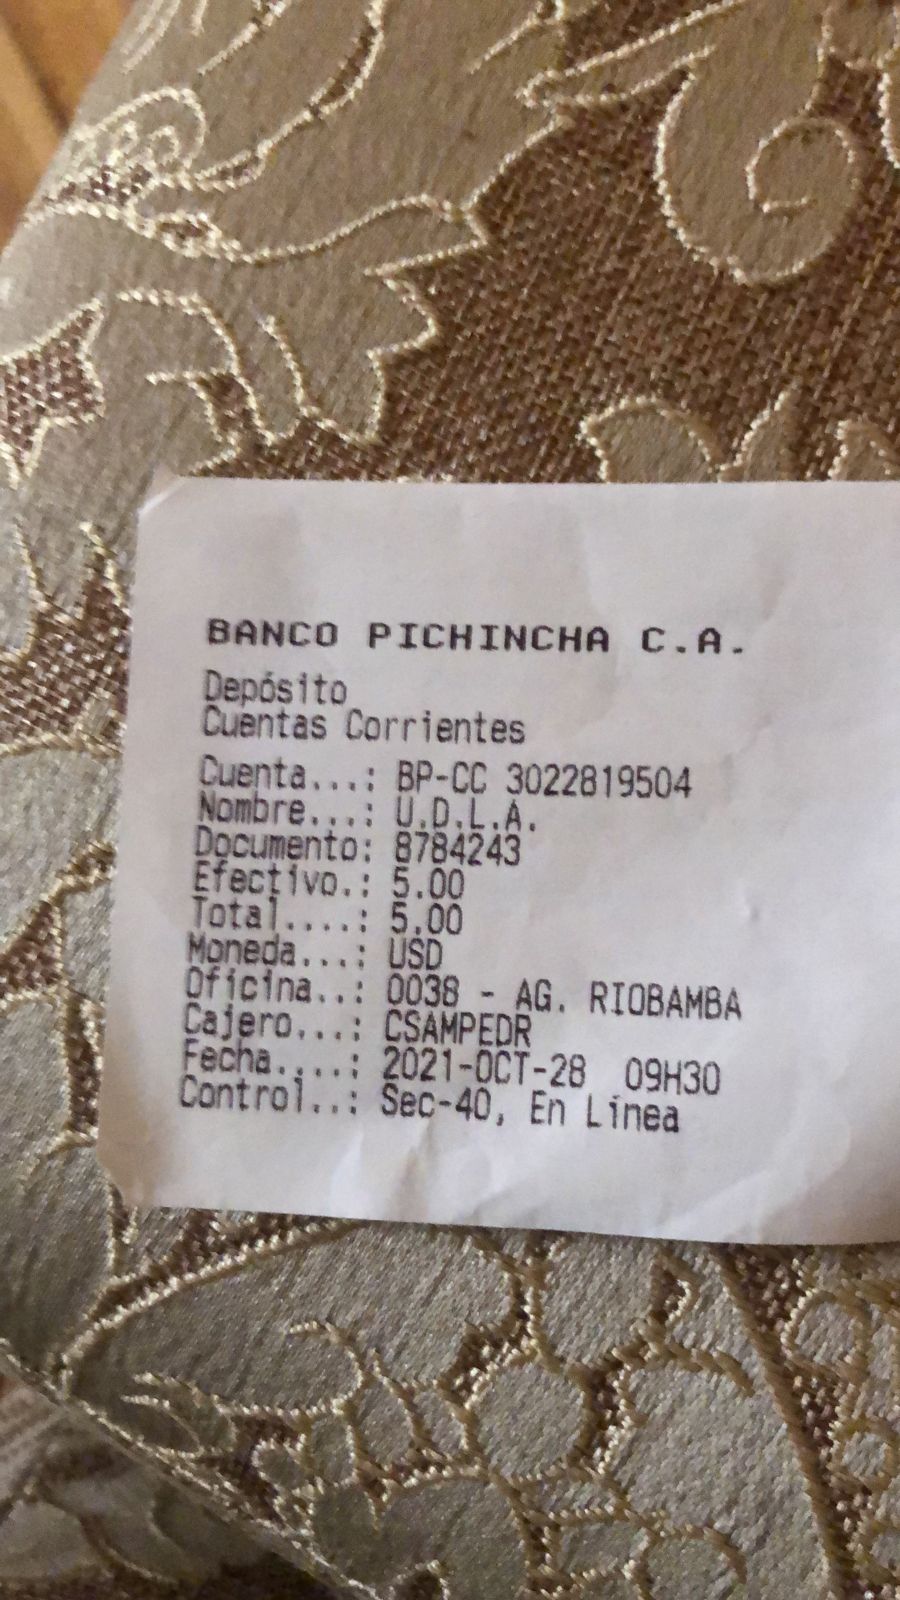 BANCO PICHINCHA C.A.
Depósito
Cuentas Corrientes
Cuenta...: BP-CC 3022819504
Nombre...: U.D.L.A.
Documento: 8784243
Efectivo.: 5.00
Total....: 5.00
Moneda...: USD
Oficina..: 0038 - AG. RIOBAMBA
Cajero...: CSAMPEDR
Fecha....: 2021-OCT-28 09H30
Control..: Sec-40, En Línea